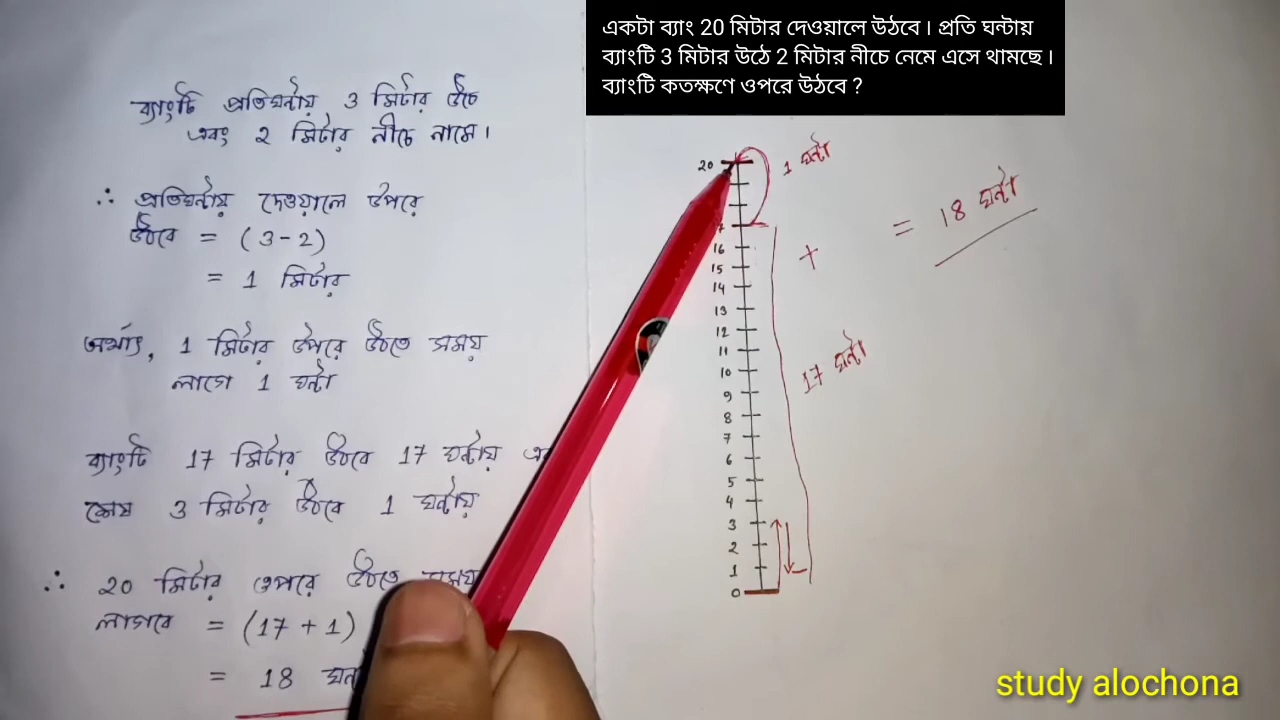 একটা ব্যাং 20 মিটার দেওয়ালে উঠবে। প্রতি ঘন্টায়
ব্যাংটি 3 মিটার উঠে 2 মিটার নীচে নেমে এসে থামছে।
ব্যাংটি কতক্ষণে ওপরে উঠবে ?
ব্যাংটি প্রতিঘন্টায় 3 মিটার উঠে
এবং 2 মিটার নীচে নামে।
∴ প্রতিঘন্টায় দেওয়ালে উপরে
উঠবে = (3-2)
= 1 মিটার
অর্থাৎ, 1 মিটার উপরে উঠতে সময়
লাগে 1 ঘন্টা
ব্যাংটি 17 মিটার উঠবে 17 ঘন্টায়
শেষ 3 মিটার উঠবে 1 ঘন্টায়
∴ 20 মিটার ওপরে উঠতে সময়
লাগবে = (17 + 1)
= 18
20
1 ঘন্টা
16
15
14
13
12
11
10
9
8
7
6
5
4
3
2
1
0
+
17 ঘন্টা
= 18 ঘন্টা
study alochona